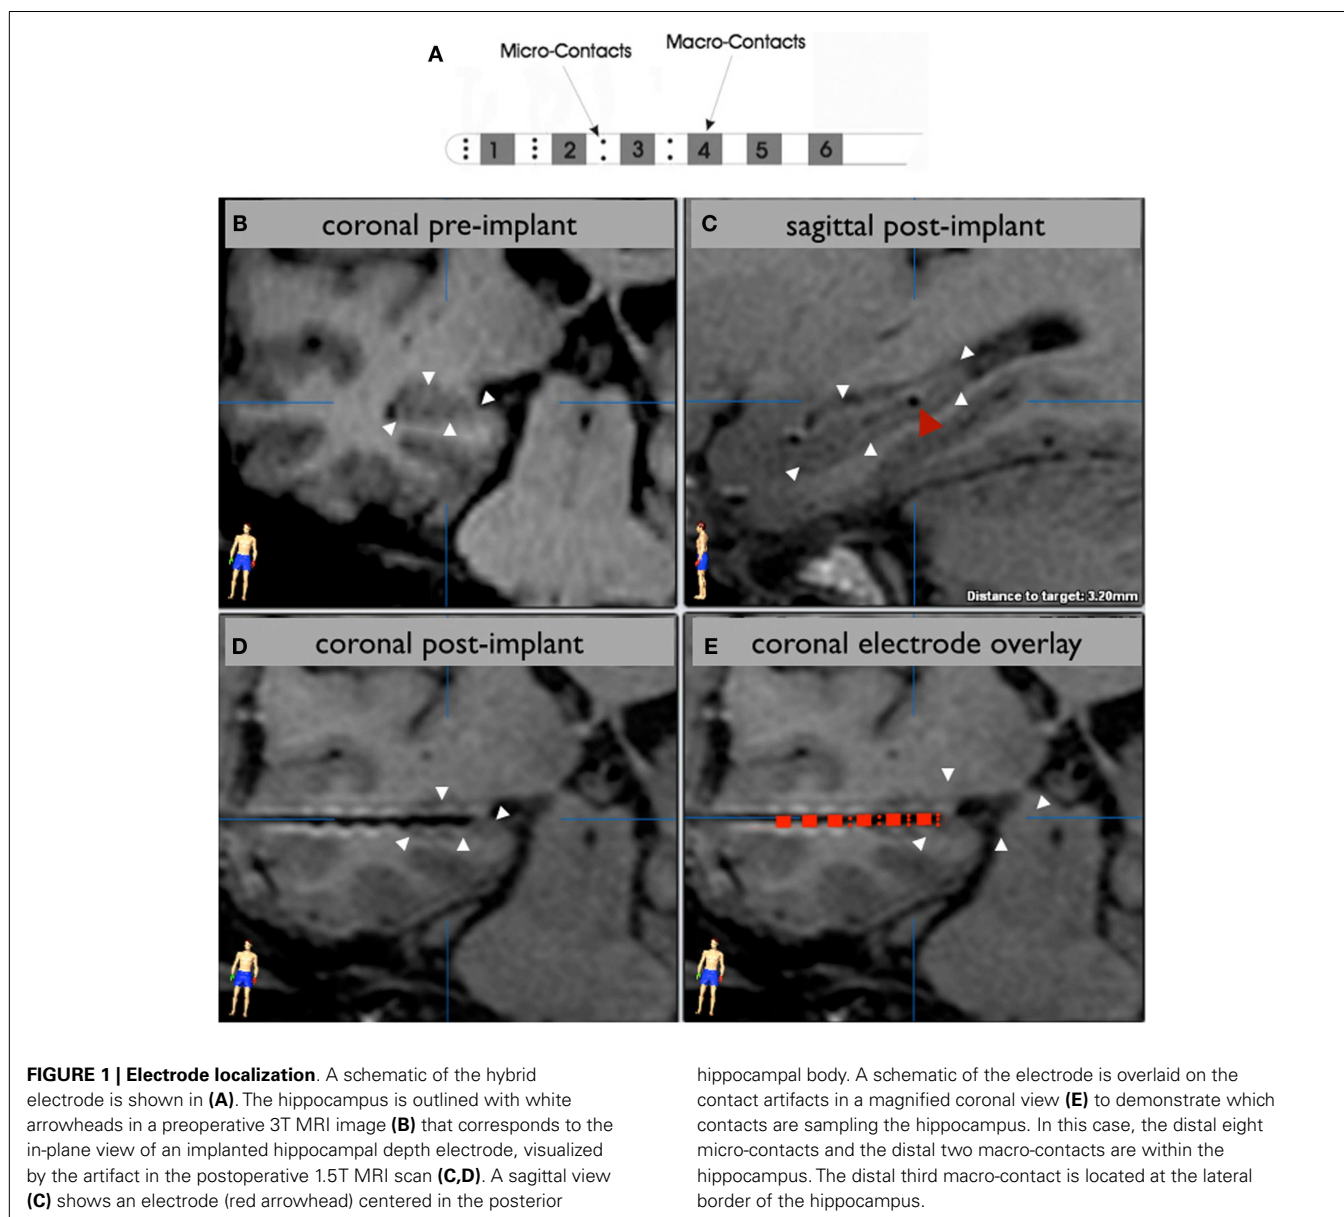 A
Micro-Contacts
Macro-Contacts
1 2 3 4 5 6
B
coronal pre-implant
C
sagittal post-implant
Distance to target: 3.20mm
D
coronal post-implant
E
coronal electrode overlay
FIGURE 1 | Electrode localization. A schematic of the hybrid
electrode is shown in (A). The hippocampus is outlined with white
arrowheads in a preoperative 3T MRI image (B) that corresponds to the
in-plane view of an implanted hippocampal depth electrode, visualized
by the artifact in the postoperative 1.5T MRI scan (C,D). A sagittal view
(C) shows an electrode (red arrowhead) centered in the posterior
hippocampal body. A schematic of the electrode is overlaid on the
contact artifacts in a magnified coronal view (E) to demonstrate which
contacts are sampling the hippocampus. In this case, the distal eight
micro-contacts and the distal two macro-contacts are within the
hippocampus. The distal third macro-contact is located at the lateral
border of the hippocampus.